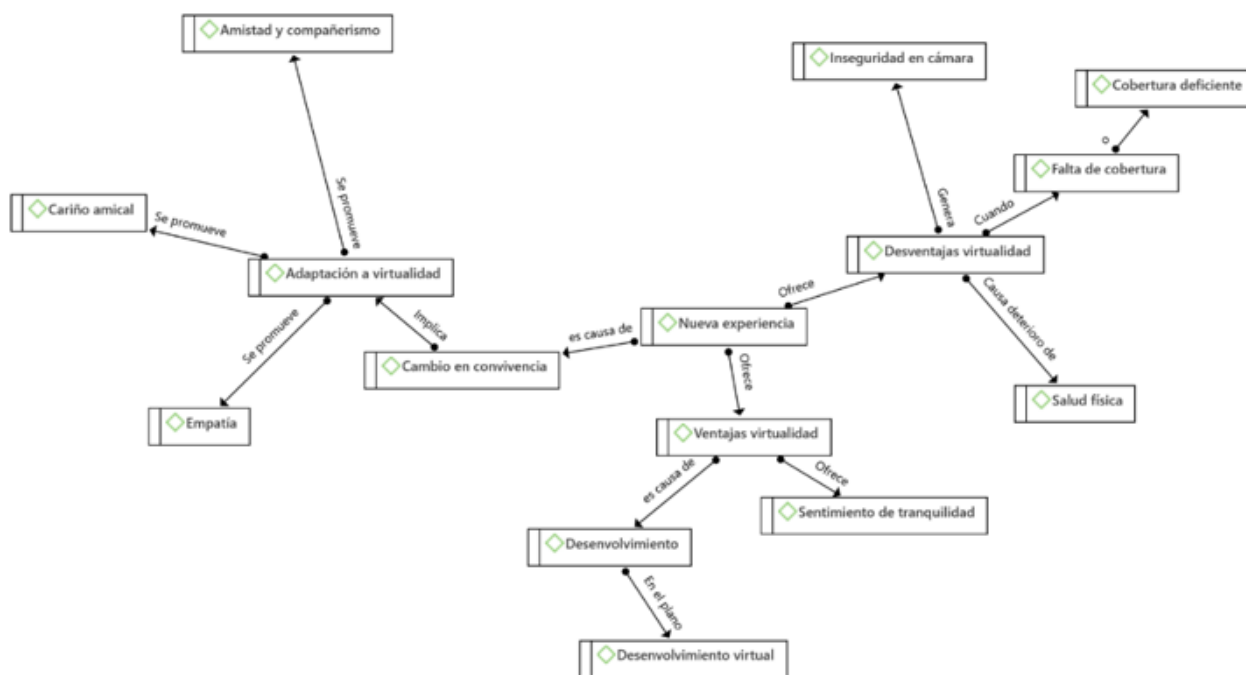 Amistad y compañerismo
Inseguridad en cámara
Cobertura deficiente
o
Falta de cobertura
Se promueve
Genera
Cuando
Cariño amical
Se promueve
Adaptación a virtualidad
Desventajas virtualidad
Se promueve
Implica
Ofrece
Causa deterioro de
es causa de
Nueva experiencia
Cambio en convivencia
Ofrece
Salud física
Empatía
Ventajas virtualidad
es causa de
Ofrece
Sentimiento de tranquilidad
Desenvolvimiento
En el plano
Desenvolvimiento virtual